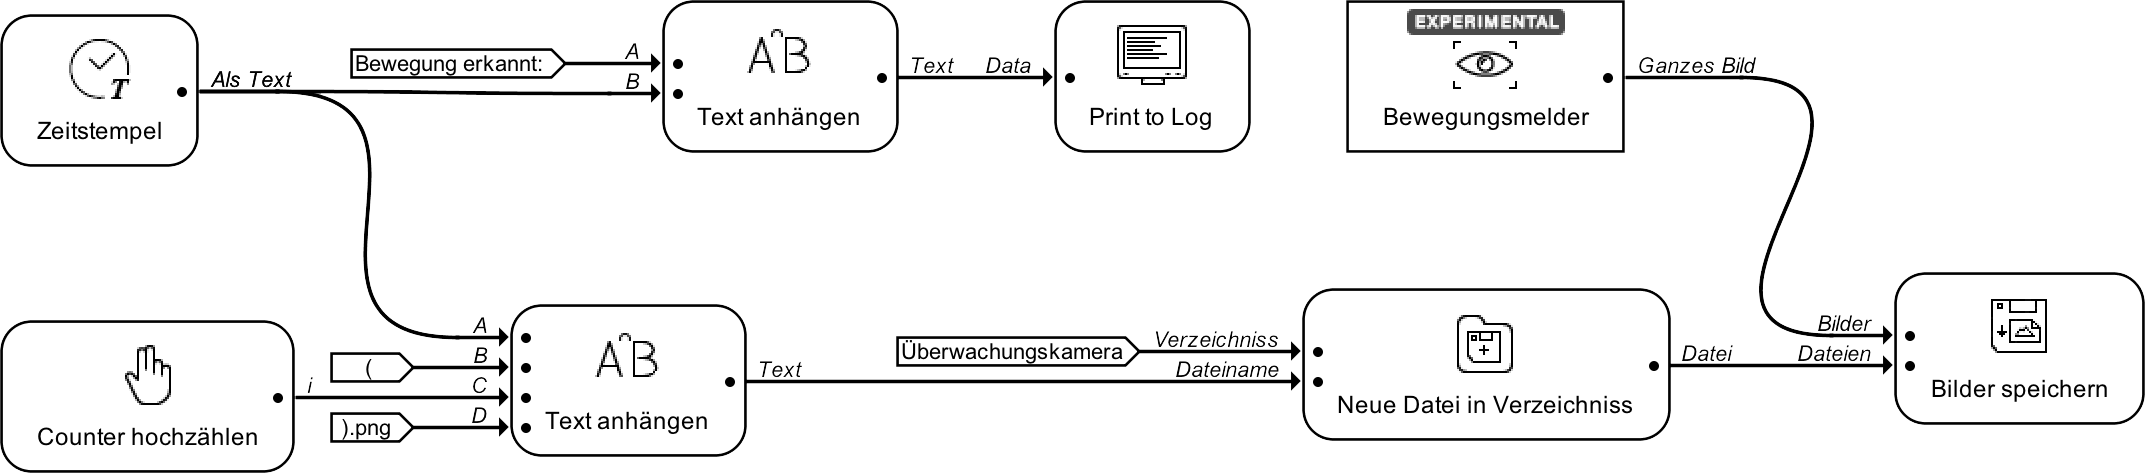 EXPERIMENTAL
Bewegung erkannt:
A
B
Als Text
Zeitstempel
A B
Text anhängen
Text
Data
Print to Log
Bewegungsmelder
Ganzes Bild
Counter hochzählen
i
(
).png
A
B
C
D
A B
Text anhängen
Text
Überwachungskamera
Verzeichniss
Dateiname
Neue Datei in Verzeichniss
Datei
Dateien
Bilder
Bilder speichern
T